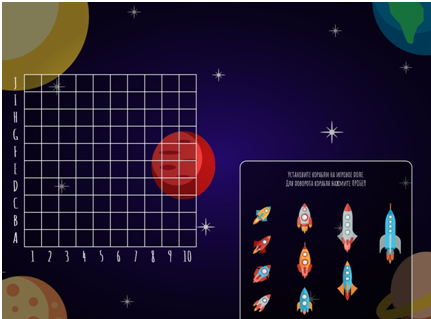 J
I
H
G
F
E
D
C
B
A
1 2 3 4 5 6 7 8 9 10
Установите корабли на игровое поле.
Для поворота корабля нажмите ПРОБЕЛ